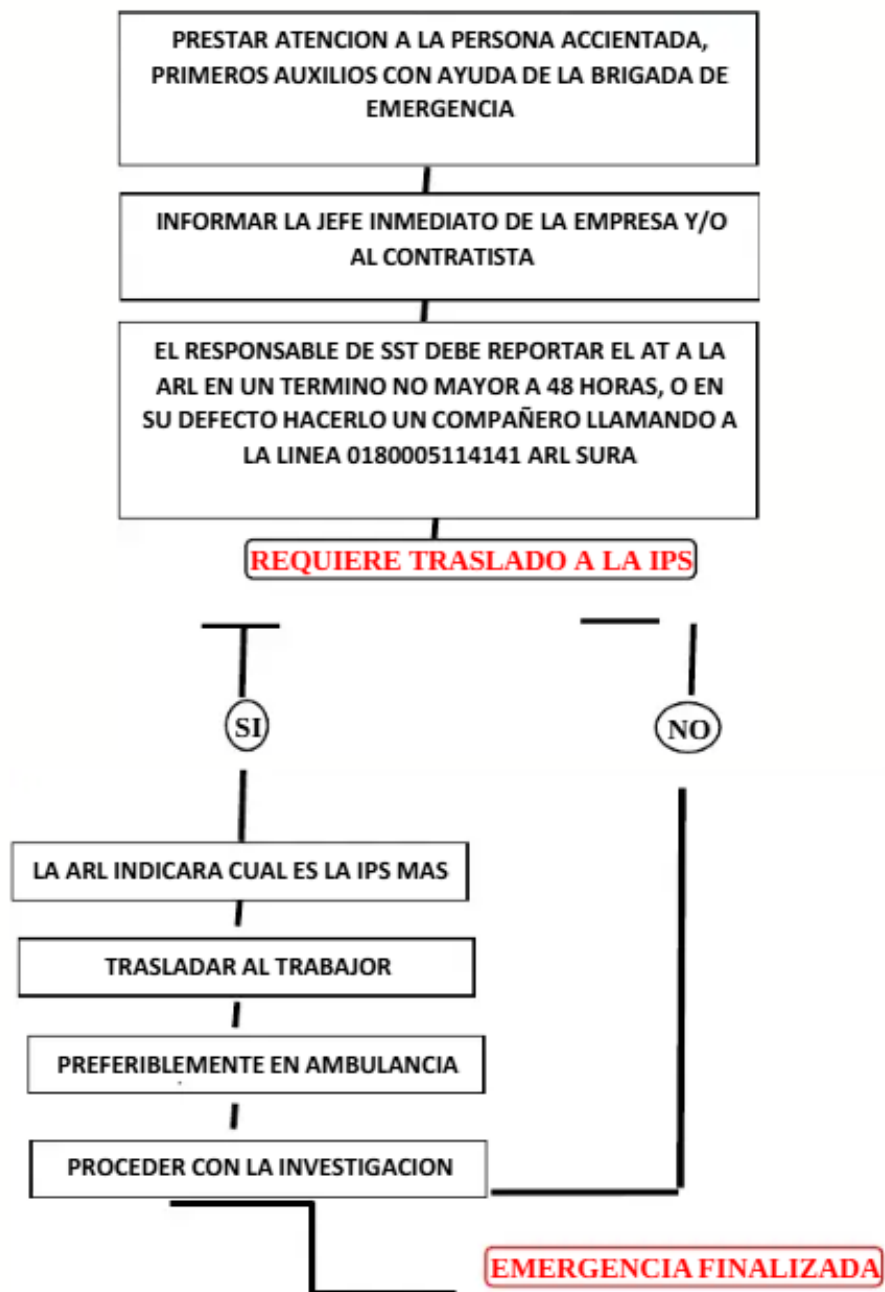 PRESTAR ATENCION A LA PERSONA ACCIENTADA,
PRIMEROS AUXILIOS CON AYUDA DE LA BRIGADA DE
EMERGENCIA
INFORMAR LA JEFE INMEDIATO DE LA EMPRESA Y/O
AL CONTRATISTA
EL RESPONSABLE DE SST DEBE REPORTAR EL AT A LA
ARL EN UN TERMINO NO MAYOR A 48 HORAS, O EN
SU DEFECTO HACERLO UN COMPAÑERO LLAMANDO A
LA LINEA 0180005114141 ARL SURA
REQUIERE TRASLADO A LA IPS
SI
NO
LA ARL INDICARA CUAL ES LA IPS MAS
TRASLADAR AL TRABAJOR
PREFERIBLEMENTE EN AMBULANCIA
PROCEDER CON LA INVESTIGACION
EMERGENCIA FINALIZADA